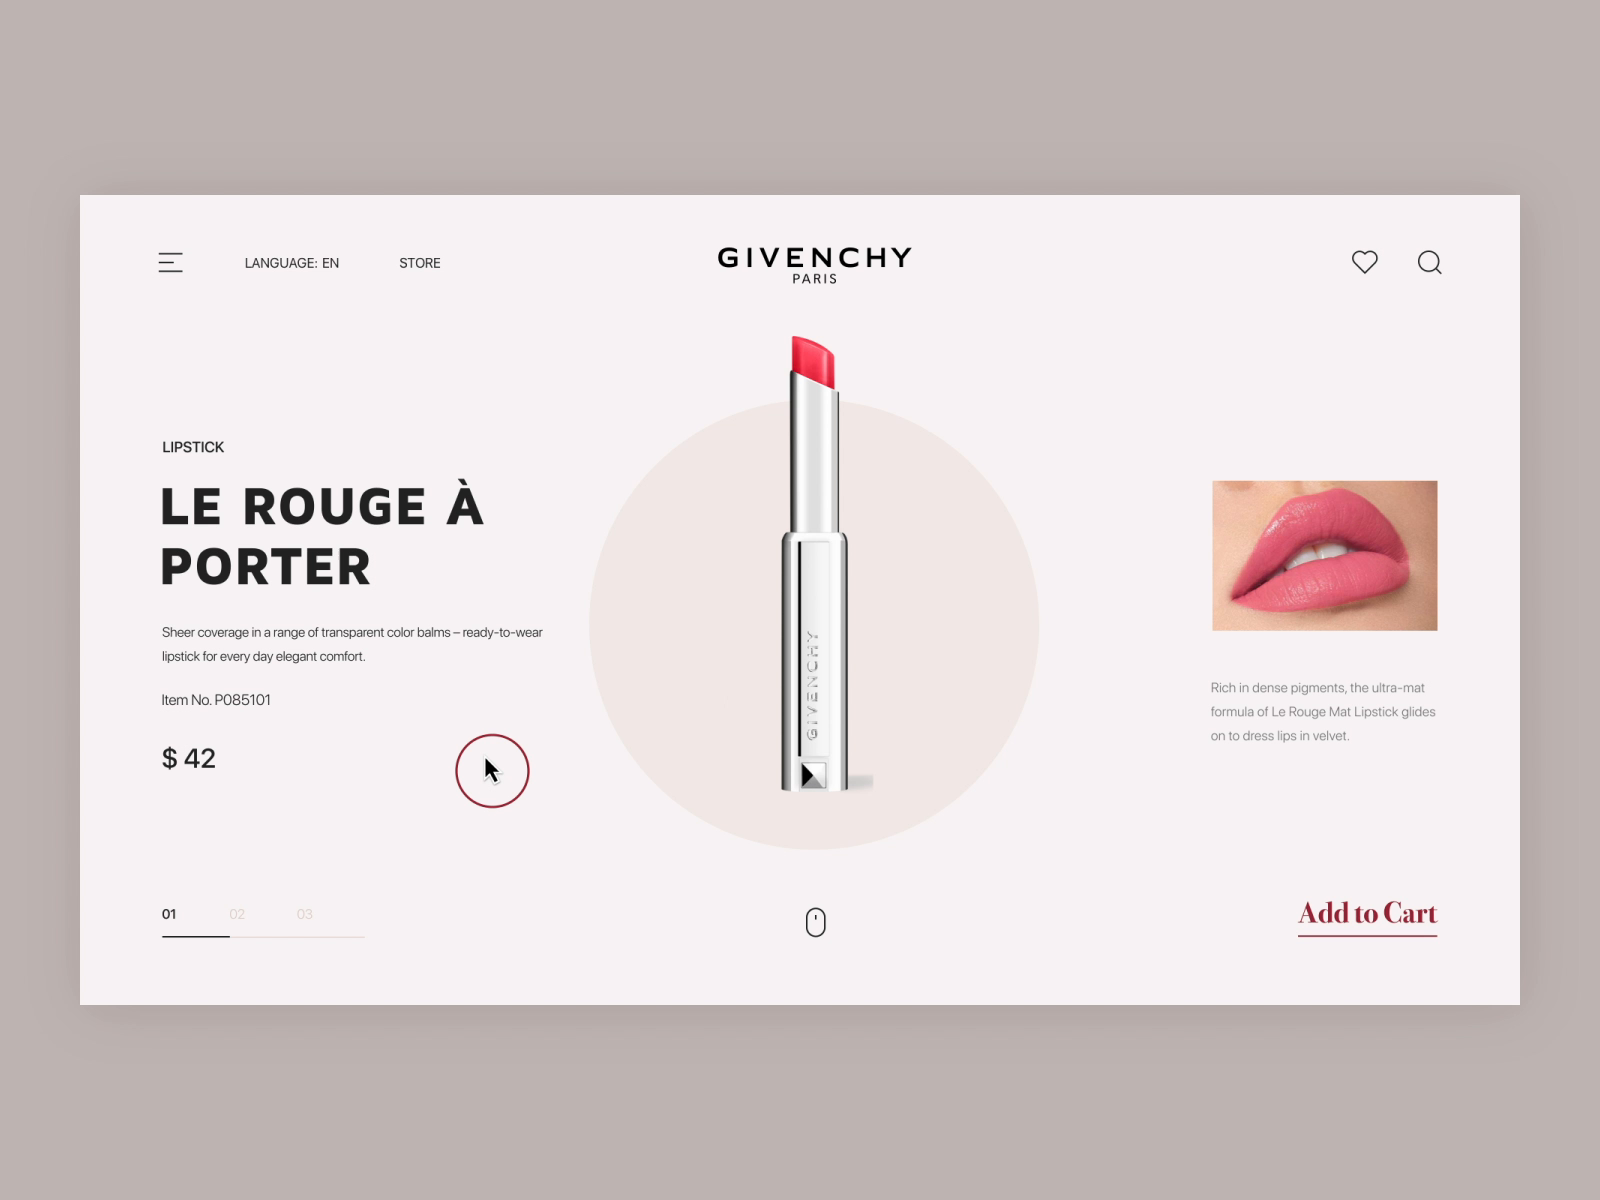 LANGUAGE: EN
STORE
GIVENCHY
PARIS
LIPSTICK
LE ROUGE À
PORTER
Sheer coverage in a range of transparent color balms – ready-to-wear
lipstick for every day elegant comfort.
Item No. P085101
$ 42
GIVENCHY
Rich in dense pigments, the ultra-mat
formula of Le Rouge Mat Lipstick glides
on to dress lips in velvet.
01 02 03
Add to Cart